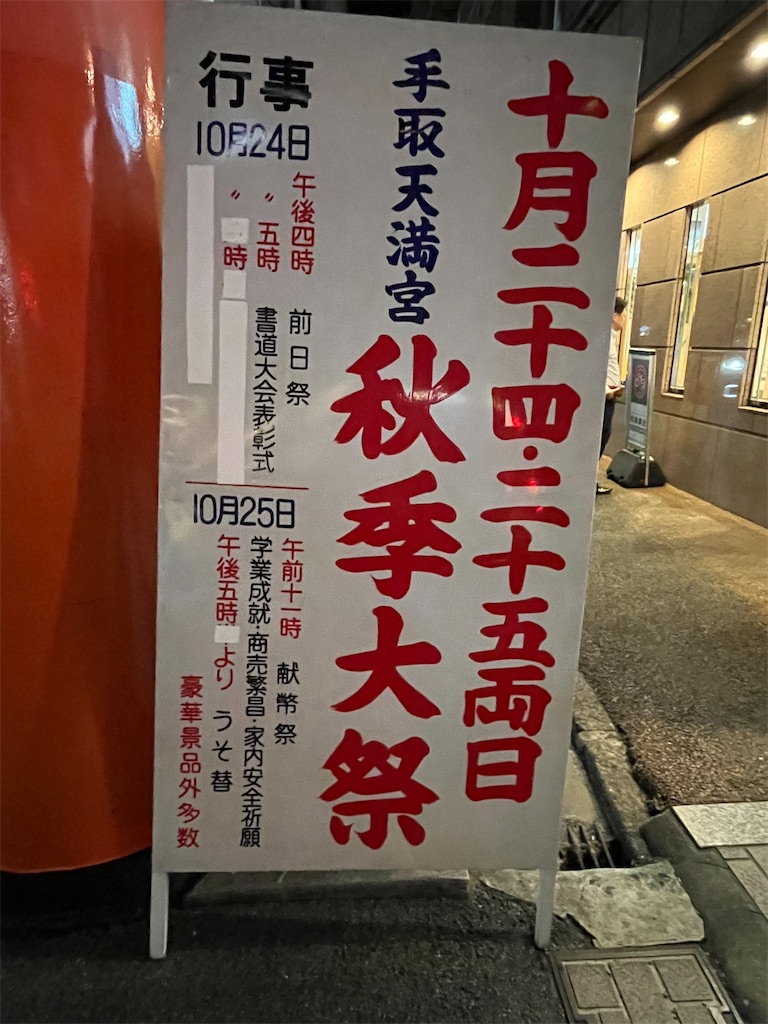 十月二十四・二十五両日
手取天満宮
秋季大祭
行事
10月24日
午後四時 前日祭
〃五時 書道大会表彰式
〃 時
10月25日
午前十一時 献幣祭
学業成就・商売繁昌・家内安全祈願
午後五時 より うそ替
豪華景品外多数